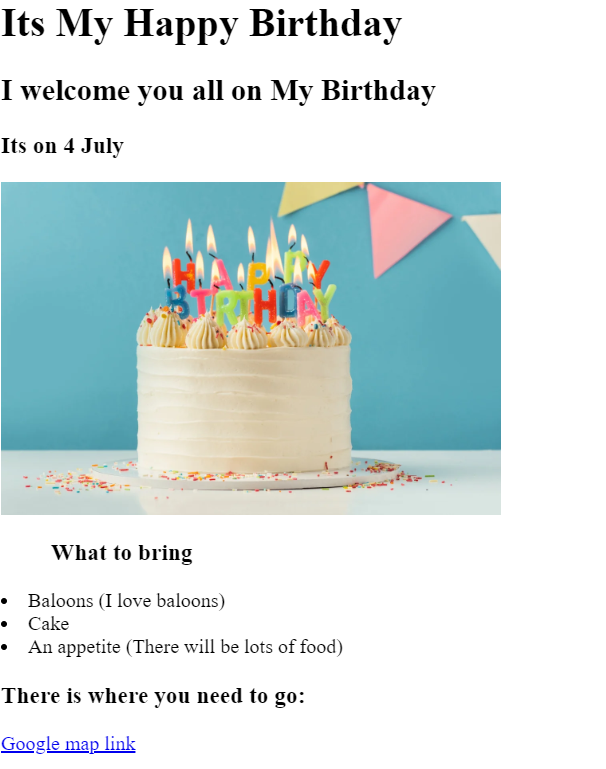 Its My Happy Birthday
I welcome you all on My Birthday
Its on 4 July
HAPPY
BIRTHDAY
What to bring
Baloons (I love baloons)
Cake
An appetite (There will be lots of food)
There is where you need to go:
Google map link